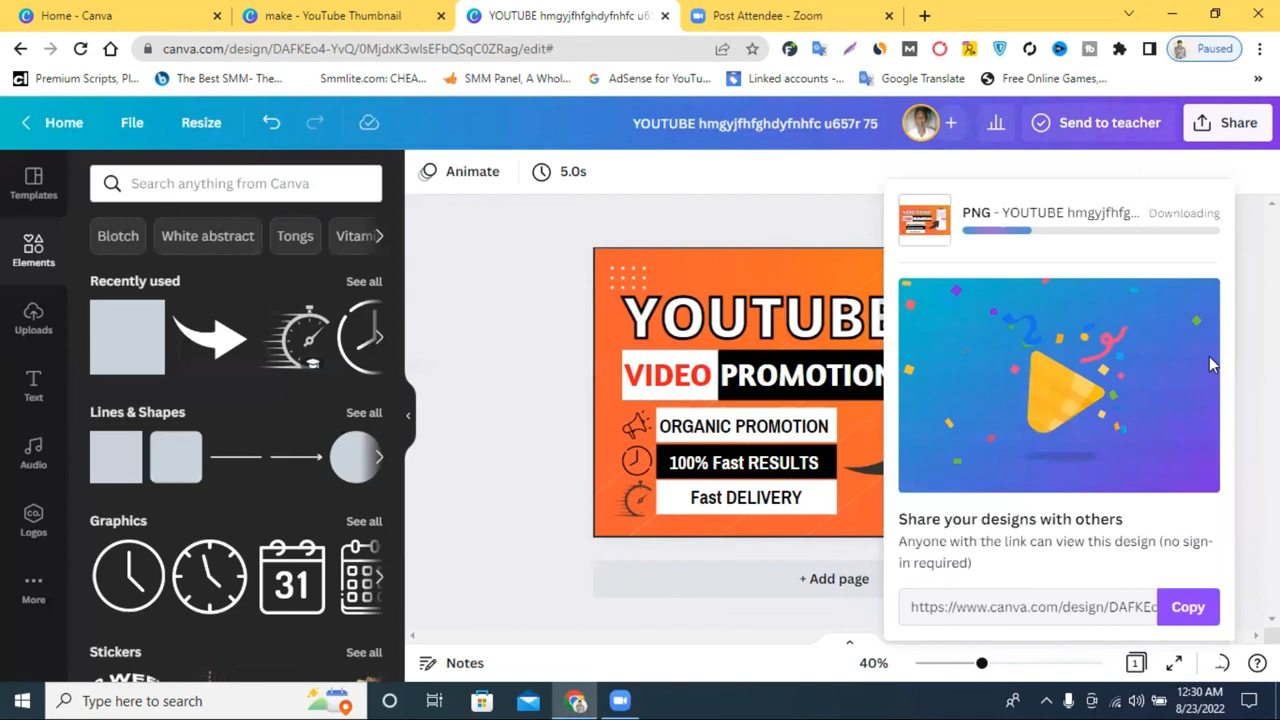 Home - Canva
make - YouTube Thumbnail
YOUTUBE hmgyjfhfghdyfnhfc u65
Post Attendee - Zoom
canva.com/design/DAFKEo4-YvQ/0MjdxK3wIsEFbQSqC0ZRag/edit#
Paused
Premium Scripts, Pl...
The Best SMM- The...
Smmlite.com: CHEA...
SMM Panel, A Whol...
AdSense for YouTu...
Linked accounts -...
Google Translate
Free Online Games,...
Home
File
Resize
YOUTUBE hmgyjfhfghdyfnhfc u657r 75
Send to teacher
Share
Templates
Elements
Uploads
Text
Audio
Logos
More
Search anything from Canva
Blotch
White abstract
Tongs
Vitam
Recently used
See all
Lines & Shapes
See all
Graphics
See all
31
Stickers
See all
Animate
5.0s
YOUTUBE
VIDEO PROMOTION
ORGANIC PROMOTION
100% Fast RESULTS
Fast DELIVERY
+ Add page
PNG - YOUTUBE hmgyjfhfg...
Downloading
Share your designs with others
Anyone with the link can view this design (no sign-
in required)
https://www.canva.com/design/DAFKEo
Copy
Notes
40%
1
Type here to search
12:30 AM
8/23/2022